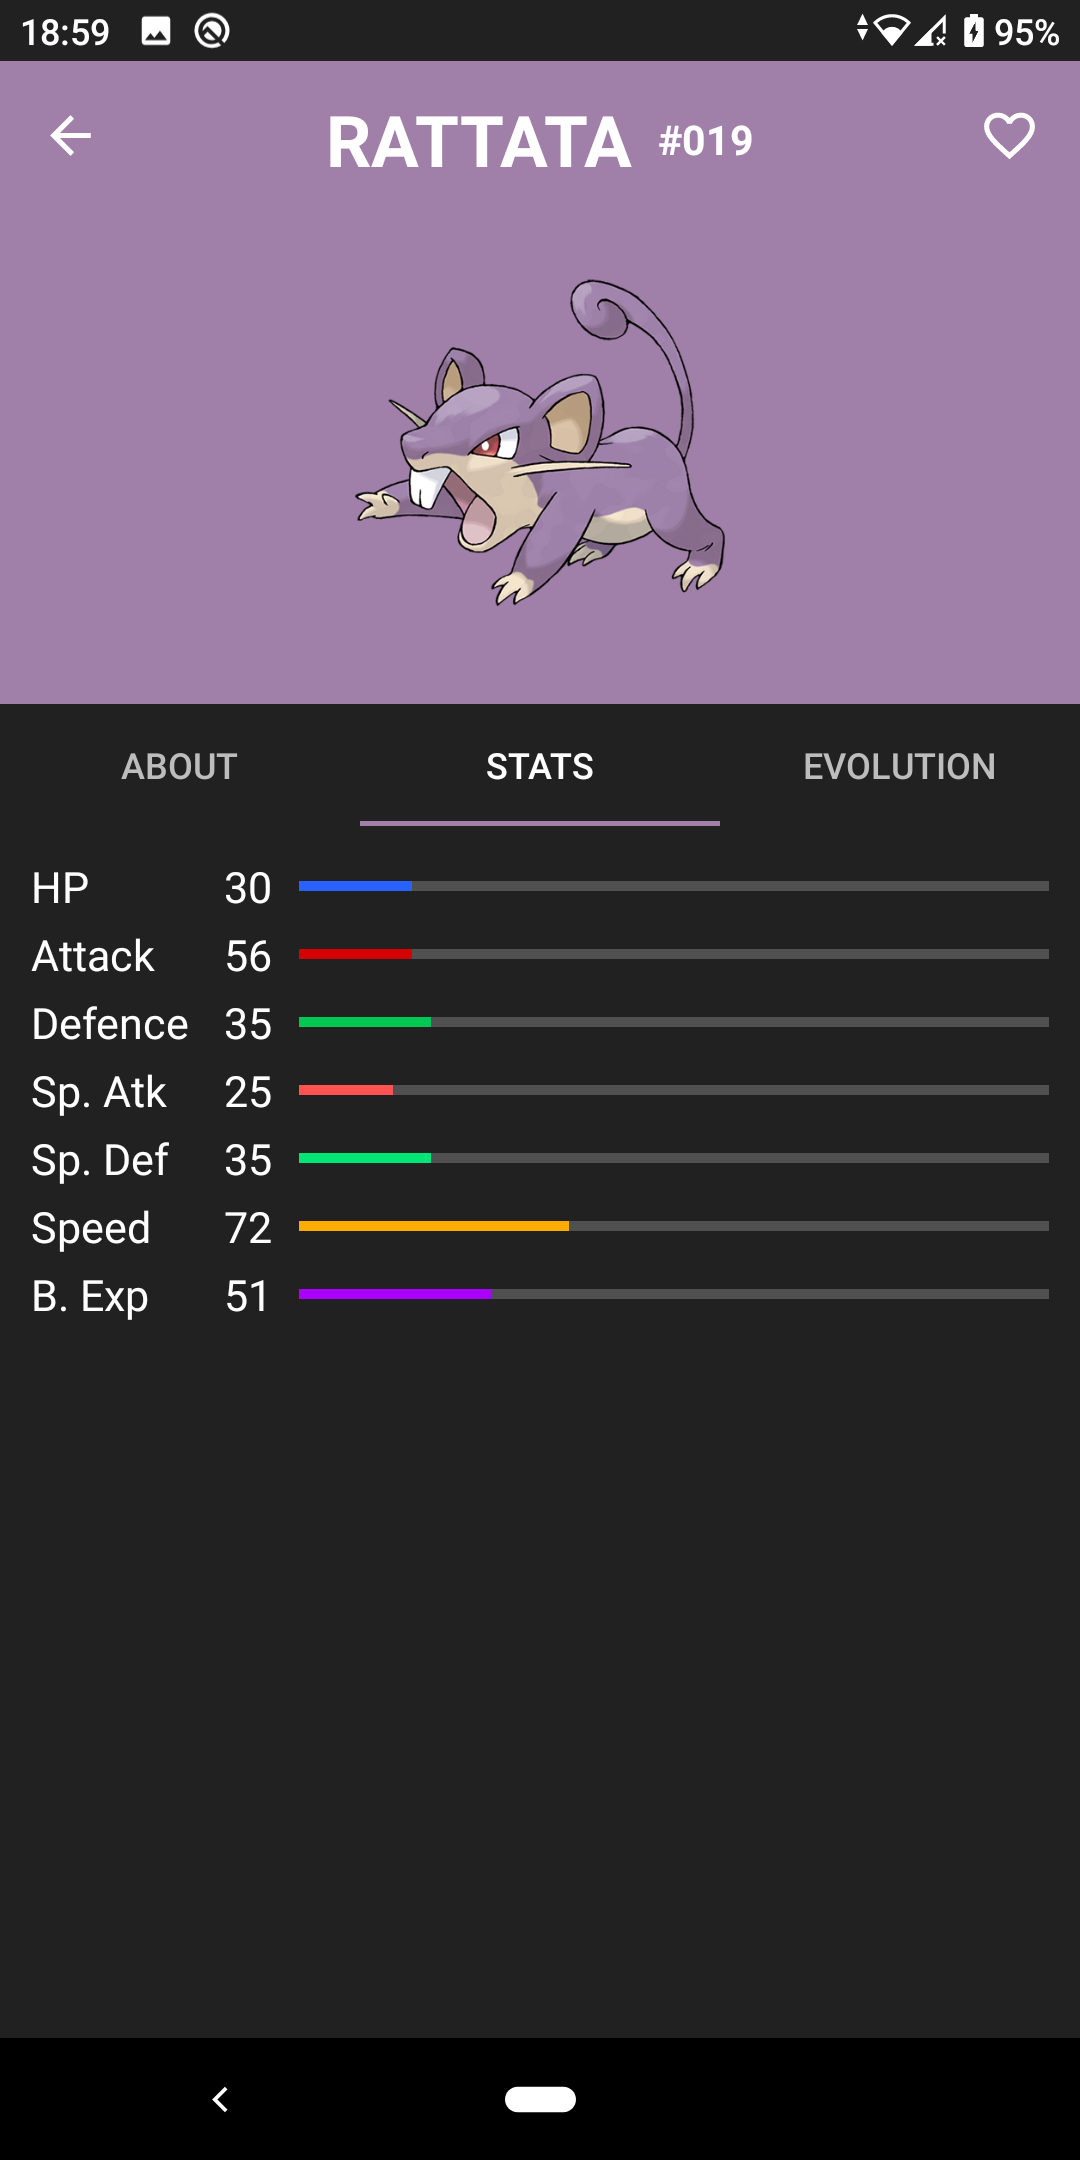 18:59 95%
RATTATA #019
ABOUT STATS EVOLUTION
HP 30
Attack 56
Defence 35
Sp. Atk 25
Sp. Def 35
Speed 72
B. Exp 51